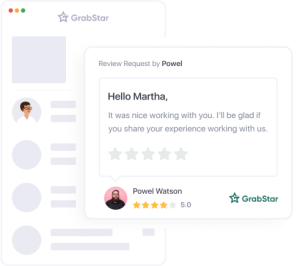 GrabStar
Review Request by Powel
Hello Martha,
It was nice working with you. I'll be glad if
you share your experience working with us.
Powel Watson
5.0
GrabStar